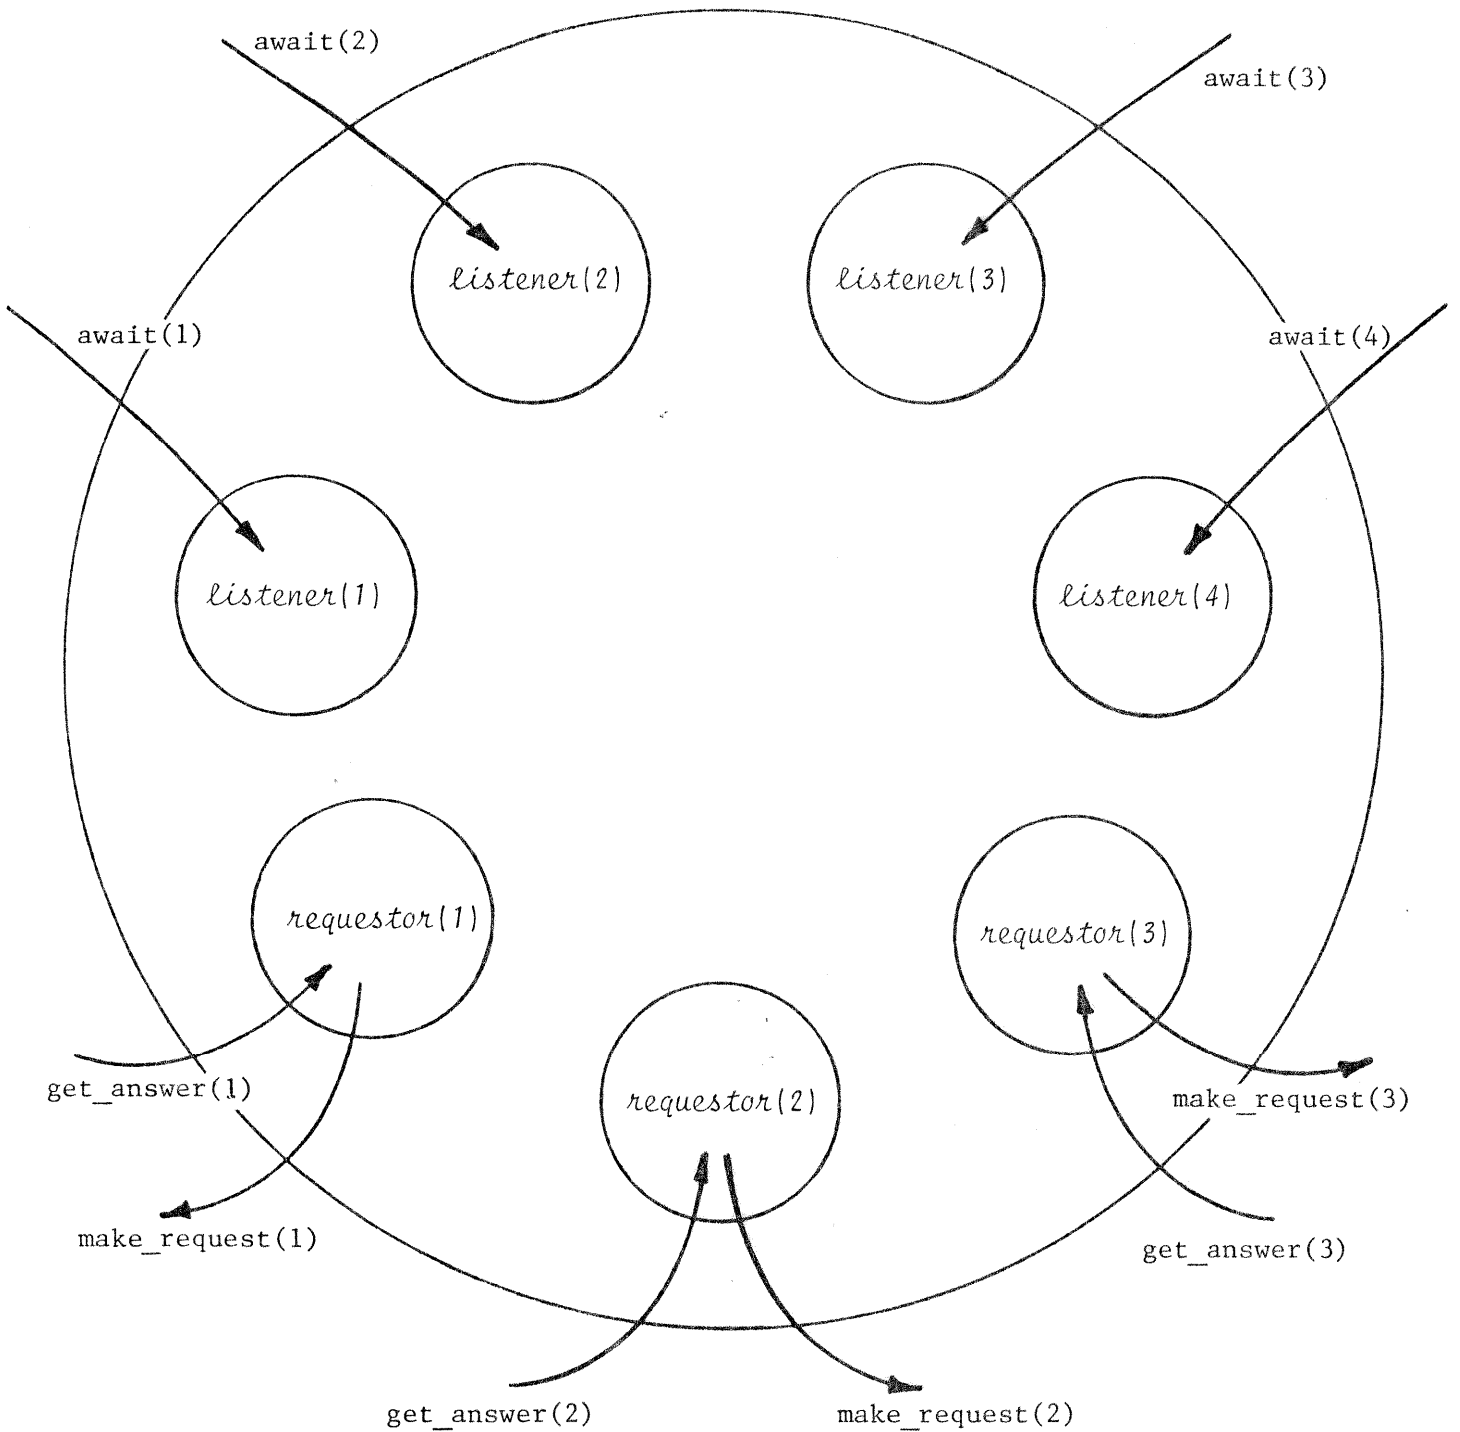 await(2)
await(3)
listener(2)
listener(3)
await(1)
await(4)
listener(1)
listener(4)
requestor(1)
requestor(3)
get_answer(1)
requestor(2)
make_request(3)
make_request(1)
get_answer(3)
get_answer(2)
make_request(2)